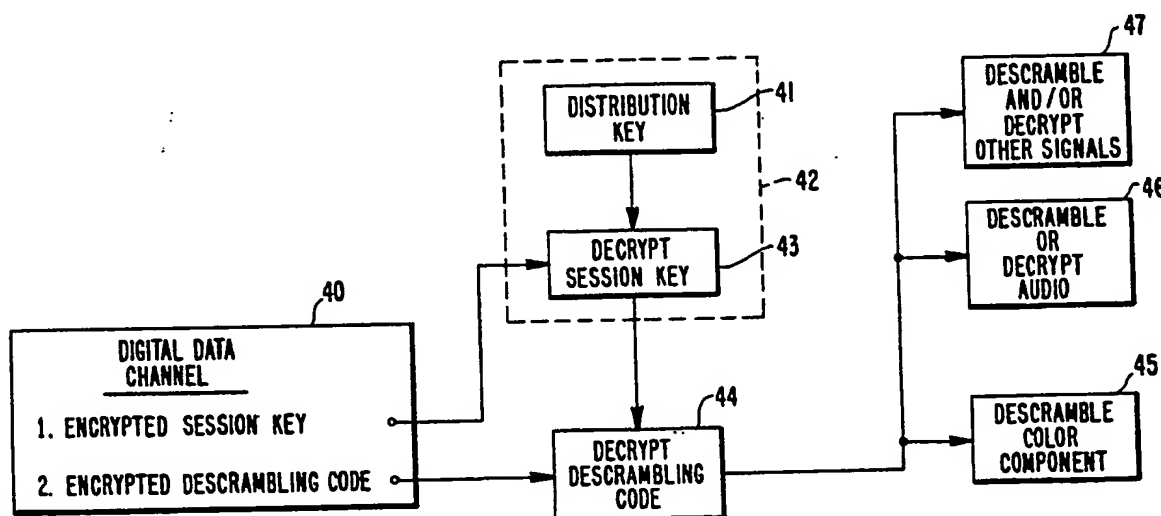 40
DIGITAL DATA
CHANNEL
1. ENCRYPTED SESSION KEY
2. ENCRYPTED DESCRAMBLING CODE
41
DISTRIBUTION
KEY
42
43
DECRYPT
SESSION KEY
44
DECRYPT
DESCRAMBLING
CODE
47
DESCRAMBLE
AND/OR
DECRYPT
OTHER SIGNALS
46
DESCRAMBLE
OR
DECRYPT
AUDIO
45
DESCRAMBLE
COLOR
COMPONENT